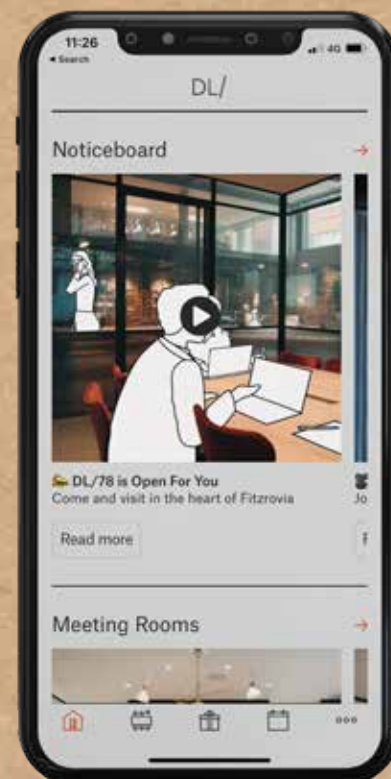 11:26
Search
4G
DL/
Noticeboard
DL/78 is Open For You
Come and visit in the heart of Fitzrovia
Jo
Read more
Meeting Rooms